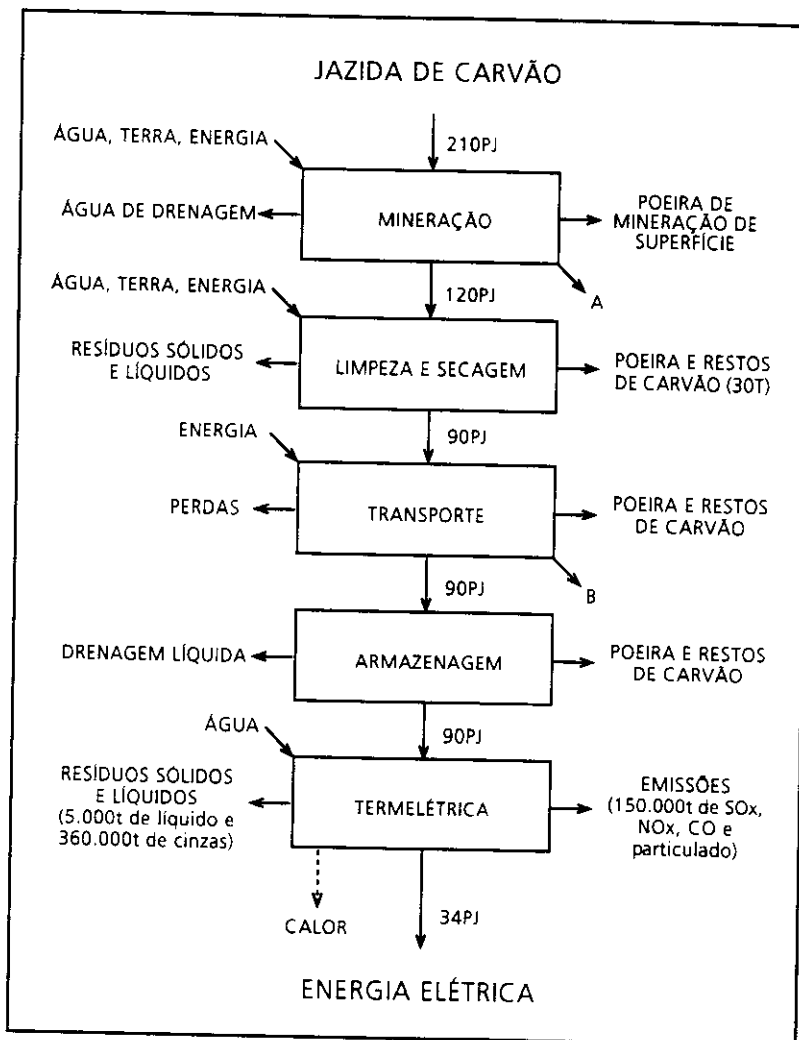 JAZIDA DE CARVÃO
ÁGUA, TERRA, ENERGIA
210PJ
ÁGUA DE DRENAGEM
MINERAÇÃO
POEIRA DE
MINERAÇÃO DE
SUPERFÍCIE
A
ÁGUA, TERRA, ENERGIA
120PJ
RESÍDUOS SÓLIDOS
E LÍQUIDOS
LIMPEZA E SECAGEM
POEIRA E RESTOS
DE CARVÃO (30T)
ENERGIA
90PJ
PERDAS
TRANSPORTE
POEIRA E RESTOS
DE CARVÃO
B
90PJ
DRENAGEM LÍQUIDA
ARMAZENAGEM
POEIRA E RESTOS
DE CARVÃO
ÁGUA
90PJ
RESÍDUOS SÓLIDOS
E LÍQUIDOS
(5.000t de líquido e
360.000t de cinzas)
TERMELÉTRICA
EMISSÕES
(150.000t de SOx,
NOx, CO e
particulado)
CALOR
34PJ
ENERGIA ELÉTRICA